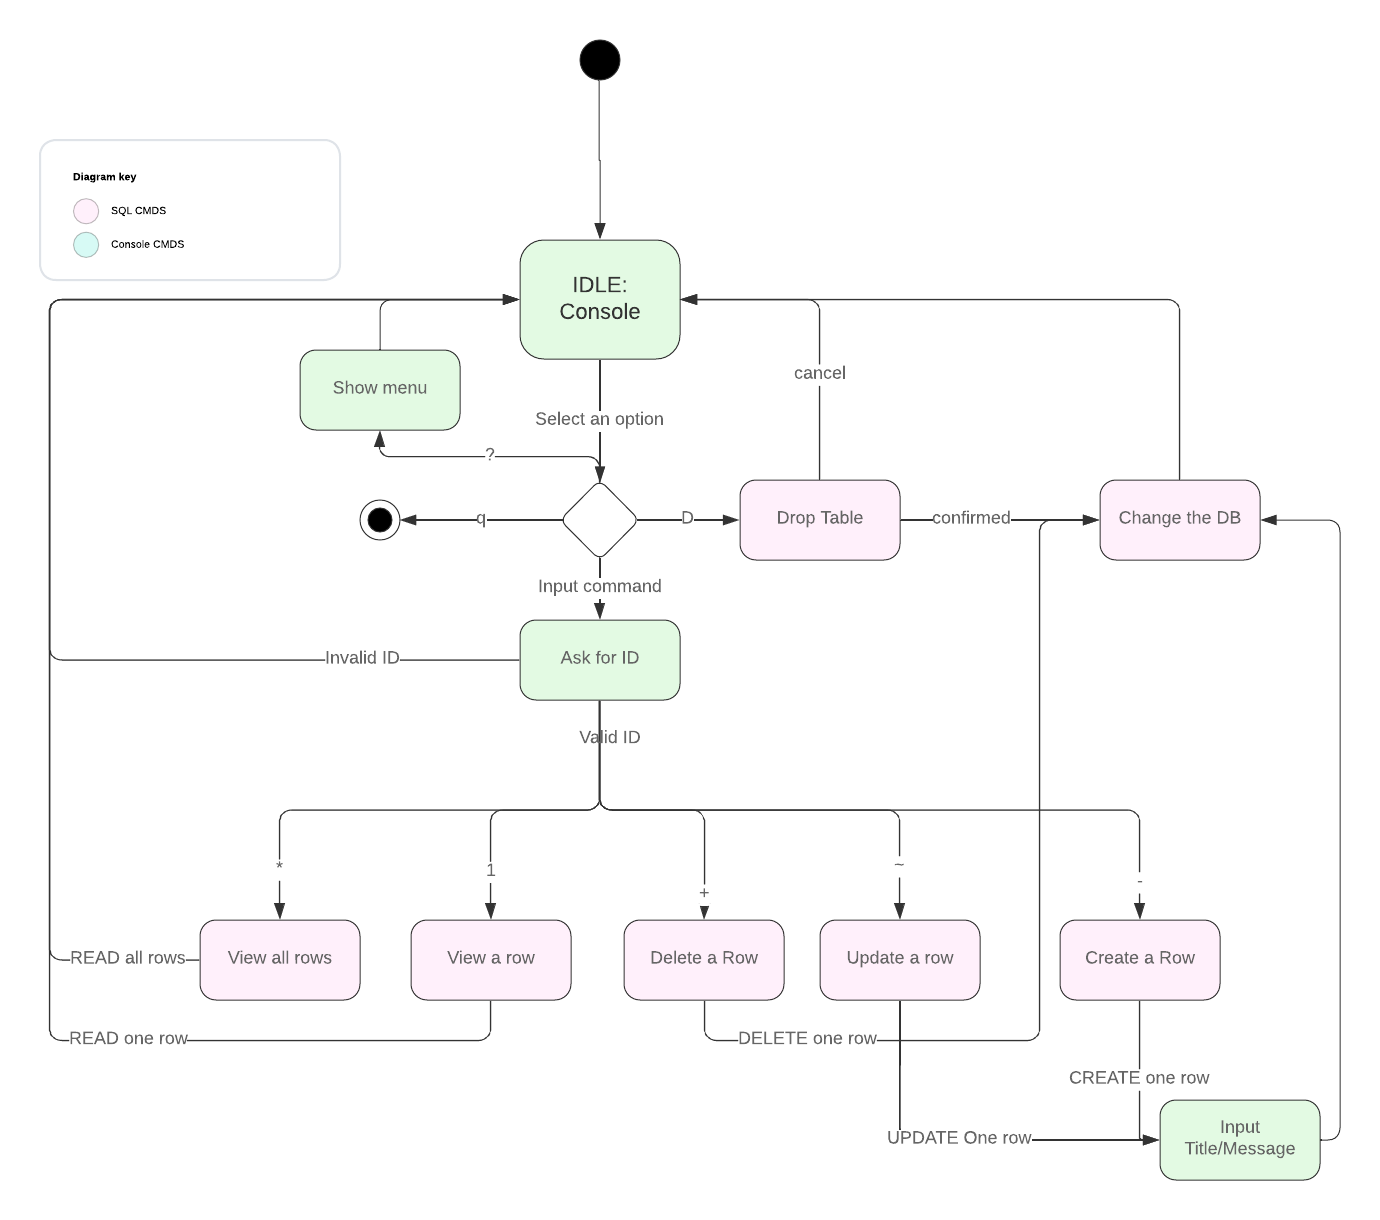 Diagram key
SQL CMDS
Console CMDS
IDLE:
Console
Show menu
cancel
Select an option
?
q
D
Drop Table
confirmed
Change the DB
Input command
Invalid ID
Ask for ID
Valid ID
*
1
+
~
-
READ all rows
View all rows
View a row
Delete a Row
Update a row
Create a Row
READ one row
DELETE one row
CREATE one row
UPDATE One row
Input
Title/Message